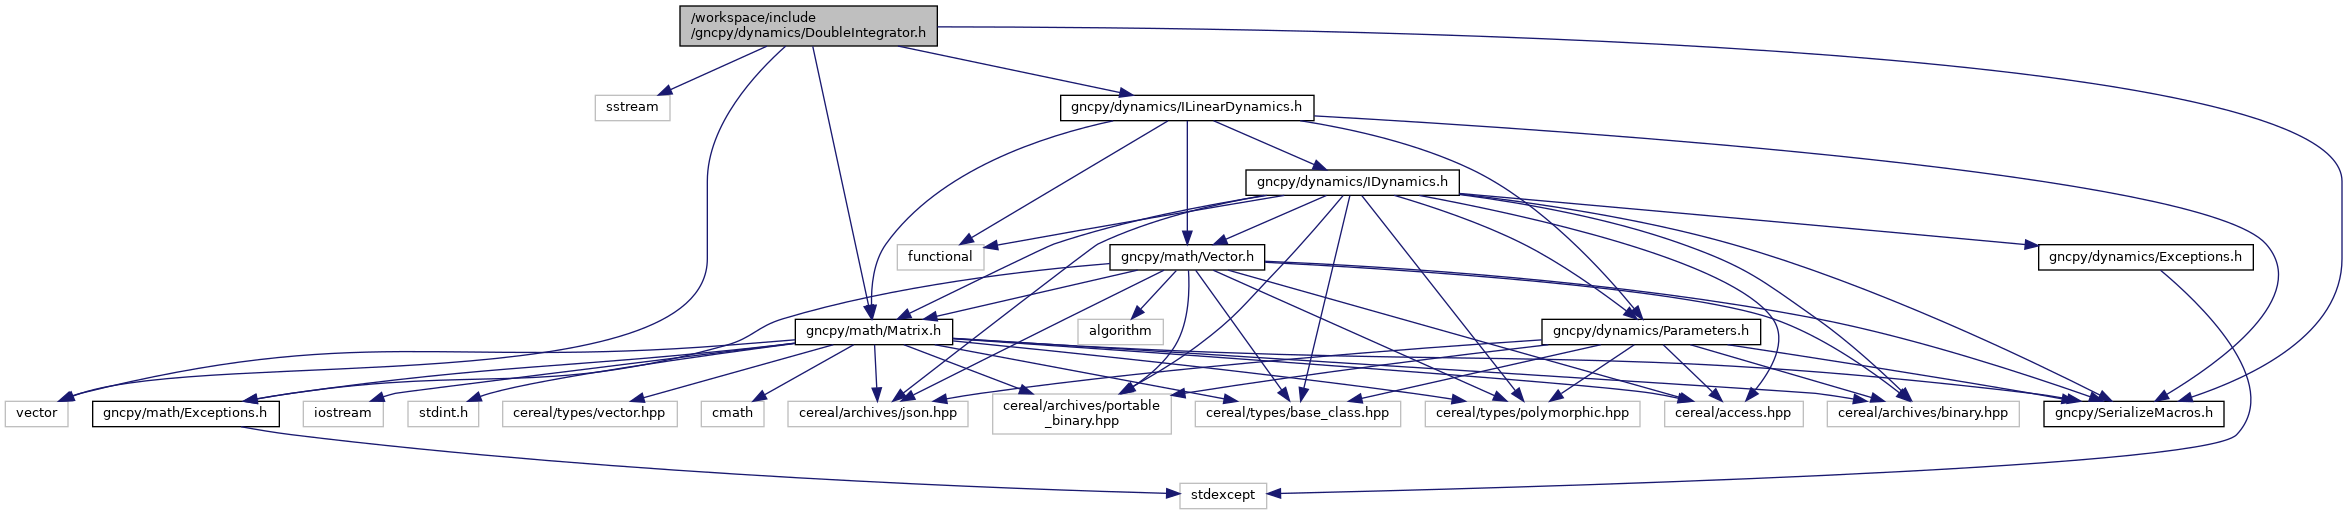 /workspace/include
/gncpy/dynamics/DoubleIntegrator.h
sstream
gncpy/dynamics/ILinearDynamics.h
gncpy/dynamics/IDynamics.h
functional
gncpy/math/Vector.h
gncpy/dynamics/Exceptions.h
gncpy/math/Matrix.h
algorithm
gncpy/dynamics/Parameters.h
vector
gncpy/math/Exceptions.h
iostream
stdint.h
cereal/types/vector.hpp
cmath
cereal/archives/json.hpp
cereal/archives/portable
_binary.hpp
cereal/types/base_class.hpp
cereal/types/polymorphic.hpp
cereal/access.hpp
cereal/archives/binary.hpp
gncpy/SerializeMacros.h
stdexcept